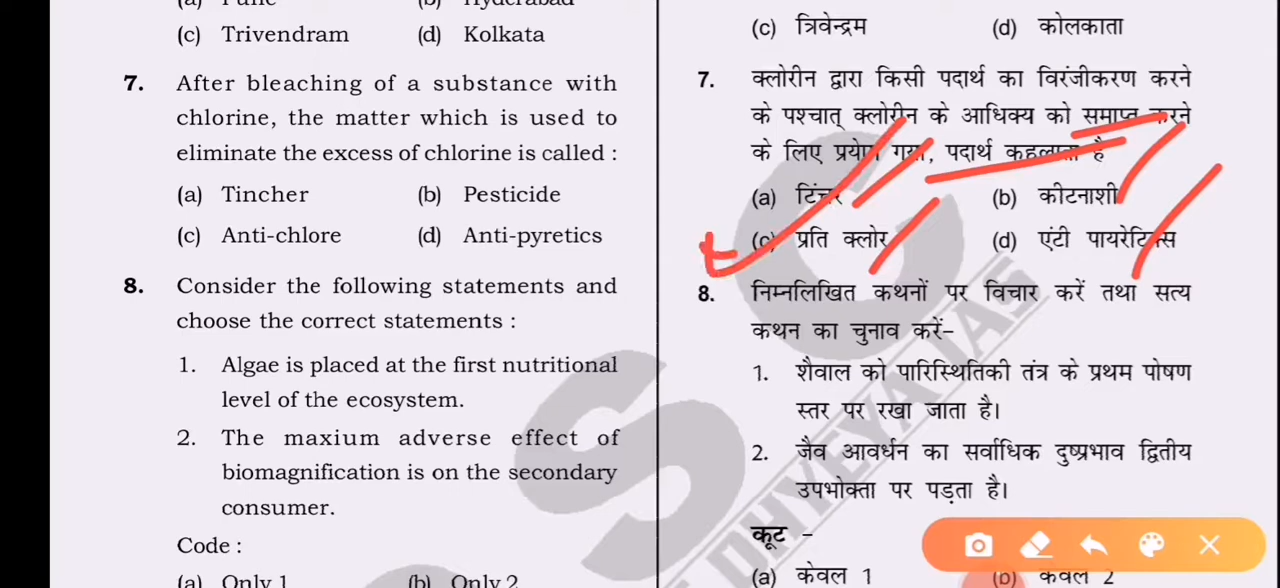 (a) Pune (b) Hyderabad
(c) Trivendram (d) Kolkata
7. After bleaching of a substance with
chlorine, the matter which is used to
eliminate the excess of chlorine is called :
(a) Tincher (b) Pesticide
(c) Anti-chlore (d) Anti-pyretics
8. Consider the following statements and
choose the correct statements :
1. Algae is placed at the first nutritional
level of the ecosystem.
2. The maxium adverse effect of
biomagnification is on the secondary
consumer.
Code :
(a) Only 1 (b) Only 2
(c) त्रिवेन्द्रम (d) कोलकाता
7. क्लोरीन द्वारा किसी पदार्थ का विरंजीकरण करने
के पश्चात् क्लोरीन के आधिक्य को समाप्त करने
के लिए प्रयोग गया, पदार्थ कहलाता है
(a) टिंचर (b) कीटनाशी
(c) प्रति क्लोर (d) एंटी पायरेटिक्स
8. निम्नलिखित कथनों पर विचार करें तथा सत्य
कथन का चुनाव करें–
1. शैवाल को पारिस्थितिकी तंत्र के प्रथम पोषण
स्तर पर रखा जाता है।
2. जैव आवर्धन का सर्वाधिक दुष्प्रभाव द्वितीय
उपभोक्ता पर पड़ता है।
कूट –
(a) केवल 1 (b) केवल 2
DHYEYA IAS